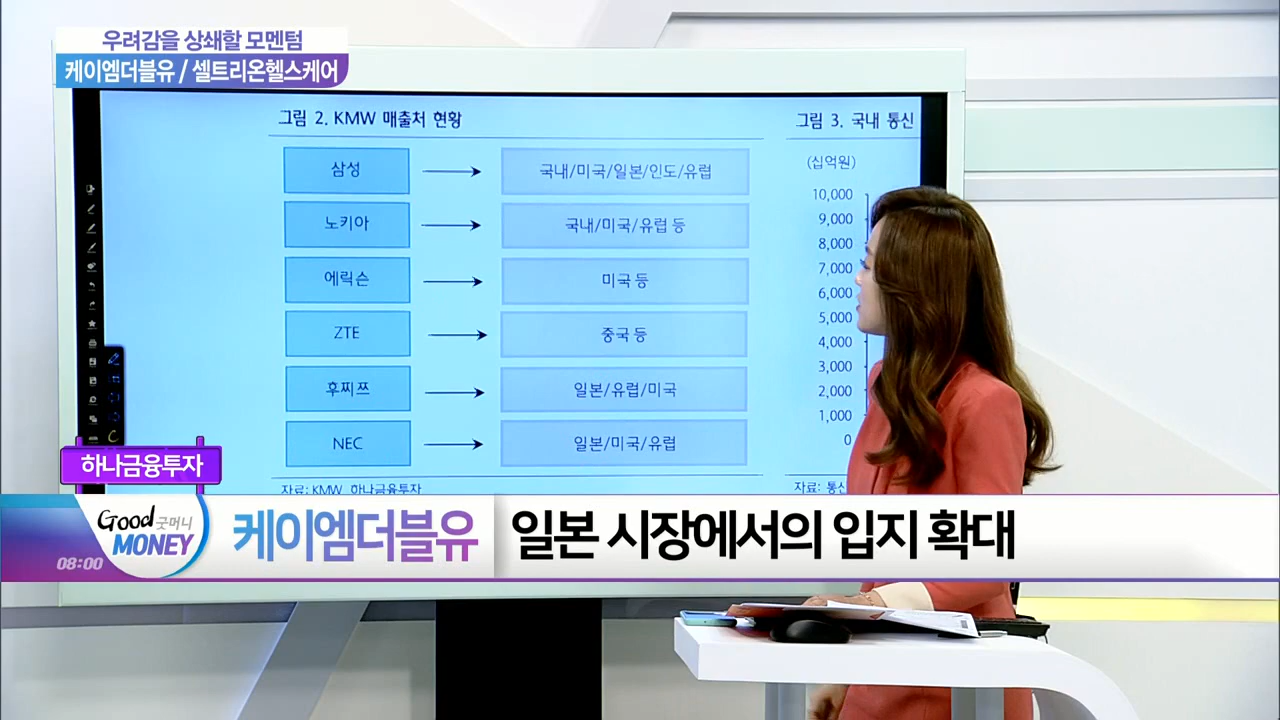 우려감을 상쇄할 모멘텀
케이엠더블유 / 셀트리온헬스케어
그림 2. KMW 매출처 현황
삼성
국내/미국/일본/인도/유럽
노키아
국내/미국/유럽 등
에릭슨
미국 등
ZTE
중국 등
후찌쯔
일본/유럽/미국
NEC
일본/미국/유럽
자료: KMW, 하나금융투자
그림 3. 국내 통신
(십억원)
10,000
9,000
8,000
7,000
6,000
5,000
4,000
3,000
2,000
1,000
0
자료: 통신
하나금융투자
Good 굿머니
MONEY
08:00
케이엠더블유
일본 시장에서의 입지 확대